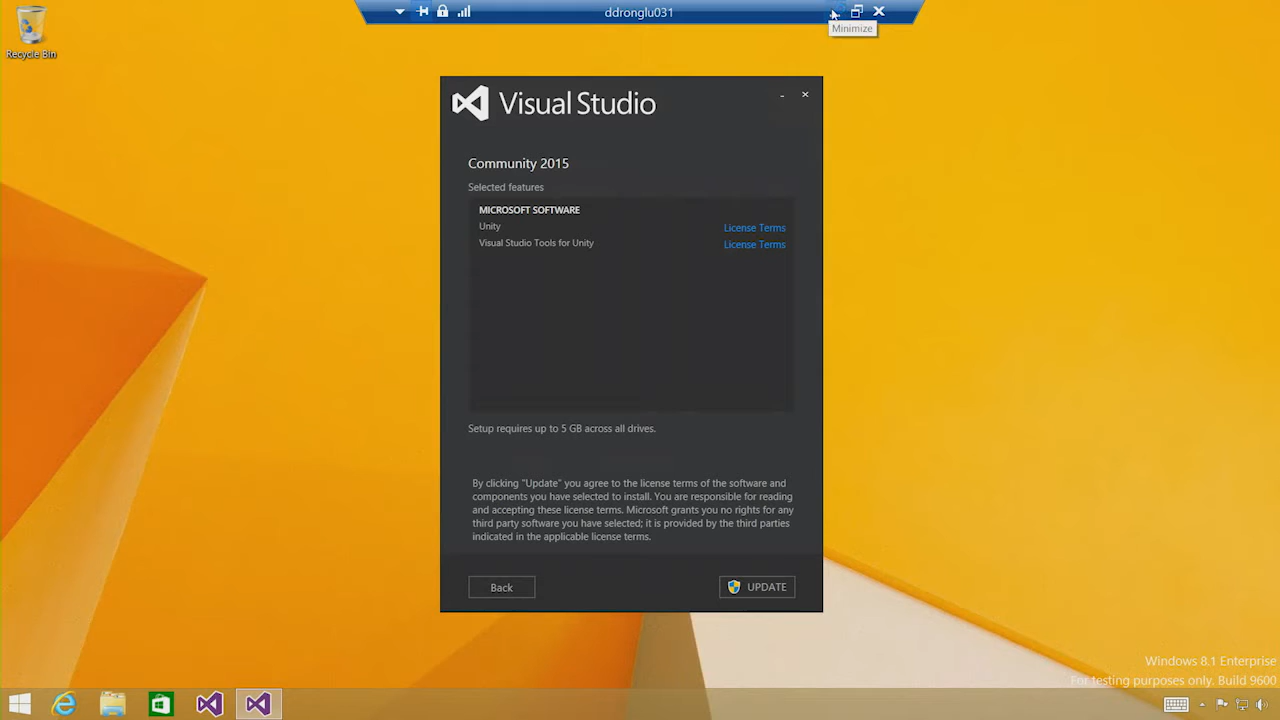 ddronglu031
Minimize
Recycle Bin
Visual Studio
Community 2015
Selected features
MICROSOFT SOFTWARE
Unity
License Terms
Visual Studio Tools for Unity
License Terms
Setup requires up to 5 GB across all drives.
By clicking "Update" you agree to the license terms of the software and
components you have selected to install. You are responsible for reading
and accepting these license terms. Microsoft grants you no rights for any
third party software you have selected; it is provided by the third parties
indicated in the applicable license terms.
Back
UPDATE
Windows 8.1 Enterprise
For testing purposes only. Build 9600